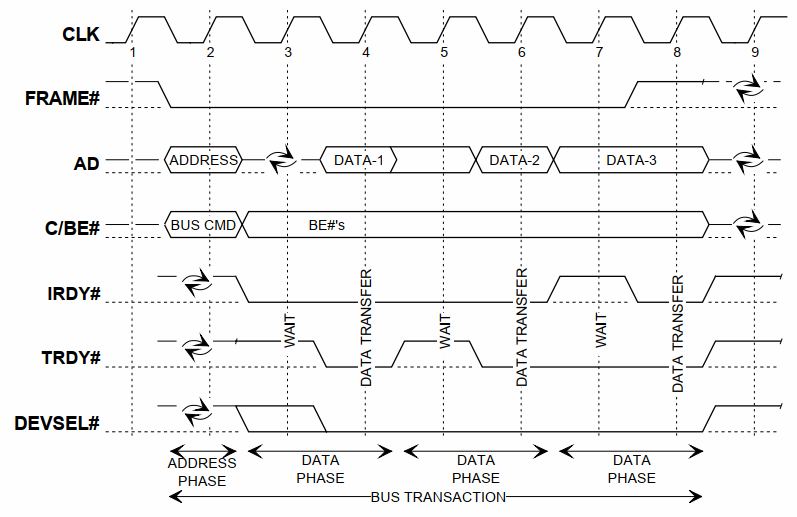 CLK
1 2 3 4 5 6 7 8 9
FRAME#
AD ADDRESS DATA-1 DATA-2 DATA-3
C/BE# BUS CMD BE#'s
IRDY#
WAIT DATA TRANSFER WAIT DATA TRANSFER WAIT DATA TRANSFER
TRDY#
DEVSEL#
ADDRESS DATA DATA DATA
PHASE PHASE PHASE PHASE
BUS TRANSACTION